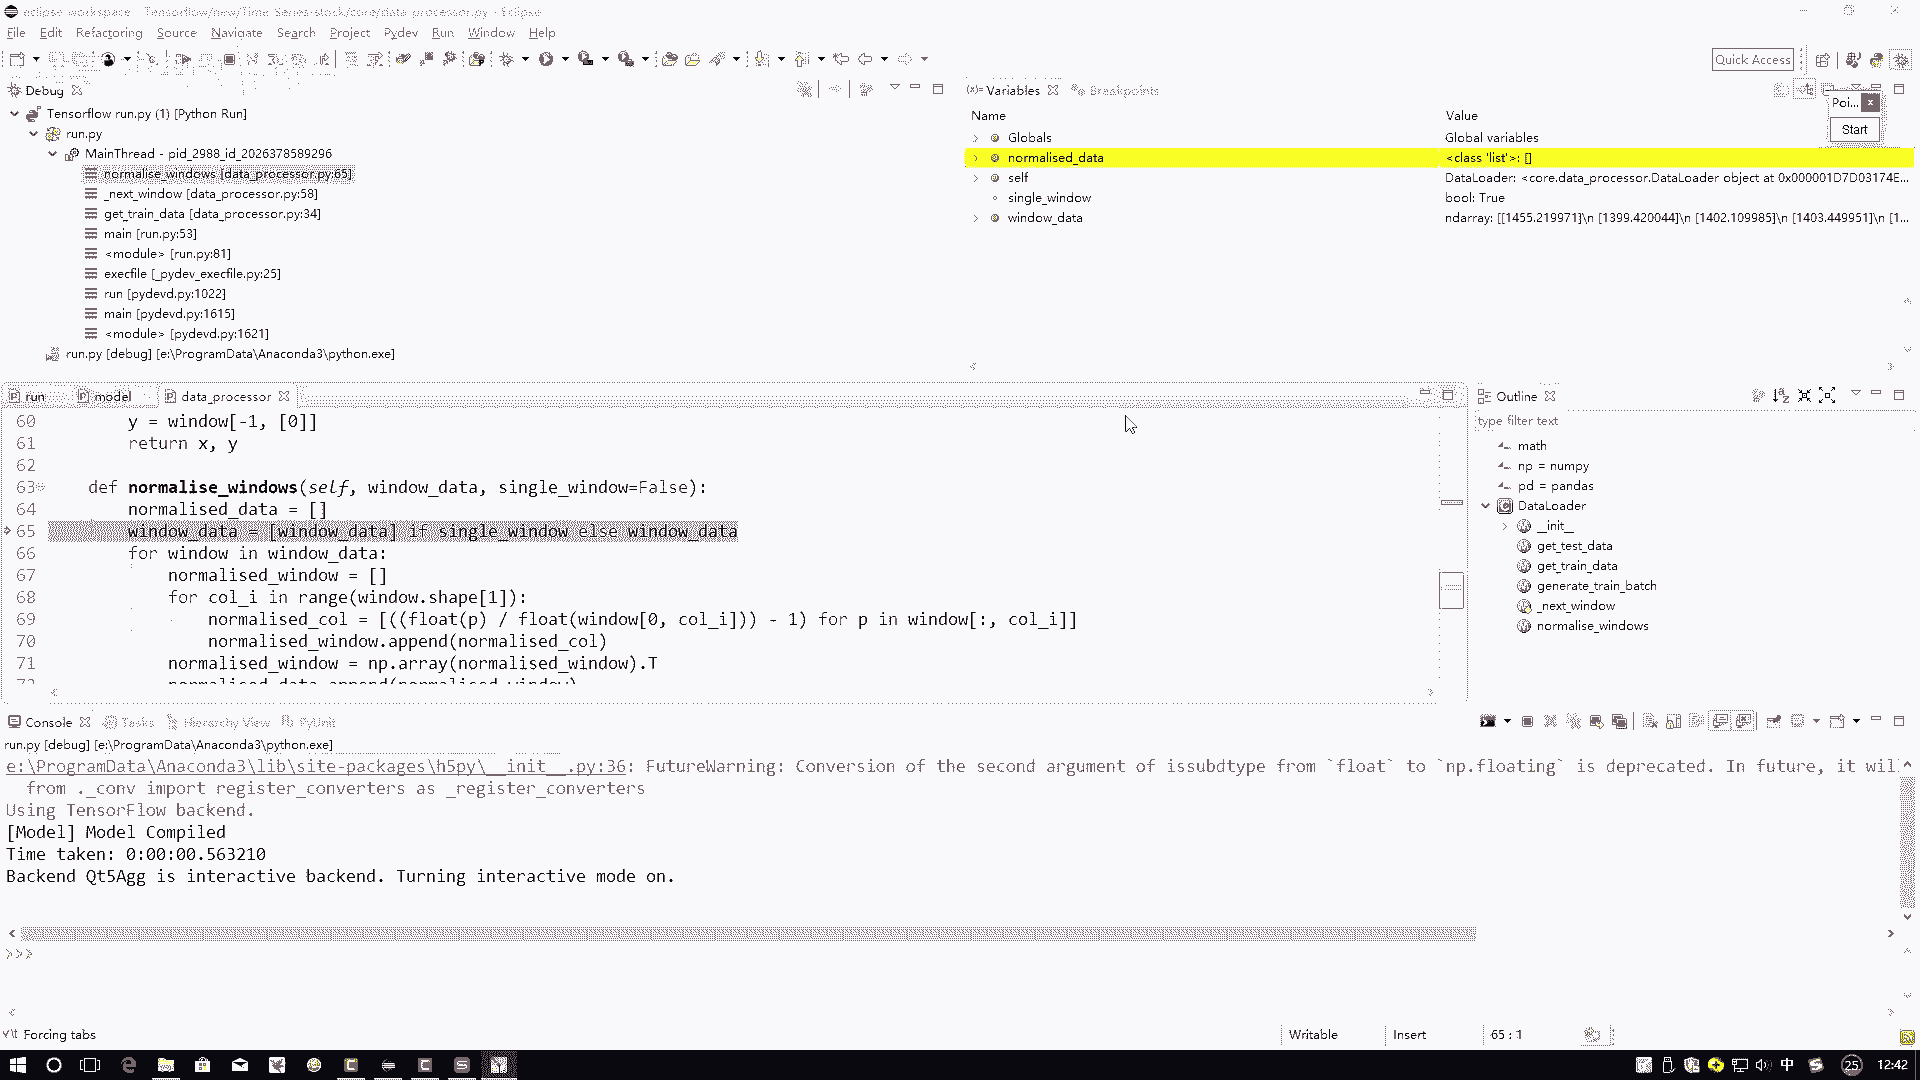 eclipse-workspace - Tensorflow/new/Time-Series-stock/core/data_processor.py - Eclipse
File Edit Refactoring Source Navigate Search Project Pydev Run Window Help
Quick Access
Debug
Variables Breakpoints
Poi...
Start
Tensorflow run.py (1) [Python Run]
run.py
MainThread - pid_2988_id_2026378589296
normalise_windows [data_processor.py:65]
_next_window [data_processor.py:58]
get_train_data [data_processor.py:34]
main [run.py:53]
<module> [run.py:81]
execfile [_pydev_execfile.py:25]
run [pydevd.py:1022]
main [pydevd.py:1615]
<module> [pydevd.py:1621]
run.py [debug] [e:\ProgramData\Anaconda3\python.exe]
Name Value
Globals Global variables
normalised_data <class 'list'>: []
self DataLoader: <core.data_processor.DataLoader object at 0x000001D7D03174E...
single_window bool: True
window_data ndarray: [[1455.219971]\n [1399.420044]\n [1402.109985]\n [1403.449951]\n [1...
run model data_processor
60 y = window[-1, [0]]
61 return x, y
62
63 def normalise_windows(self, window_data, single_window=False):
64 normalised_data = []
65 window_data = [window_data] if single_window else window_data
66 for window in window_data:
67 normalised_window = []
68 for col_i in range(window.shape[1]):
69 normalised_col = [((float(p) / float(window[0, col_i])) - 1) for p in window[:, col_i]]
70 normalised_window.append(normalised_col)
71 normalised_window = np.array(normalised_window).T
72 normalised_data.append(normalised_window)
Outline
type filter text
math
np = numpy
pd = pandas
DataLoader
__init__
get_test_data
get_train_data
generate_train_batch
_next_window
normalise_windows
Console Tasks Hierarchy View PyUnit
run.py [debug] [e:\ProgramData\Anaconda3\python.exe]
e:\ProgramData\Anaconda3\lib\site-packages\h5py\__init__.py:36: FutureWarning: Conversion of the second argument of issubdtype from `float` to `np.floating` is deprecated. In future, it wil
from ._conv import register_converters as _register_converters
Using TensorFlow backend.
[Model] Model Compiled
Time taken: 0:00:00.563210
Backend Qt5Agg is interactive backend. Turning interactive mode on.
>>>
Forcing tabs
Writable Insert 65 : 1
中 25 12:42